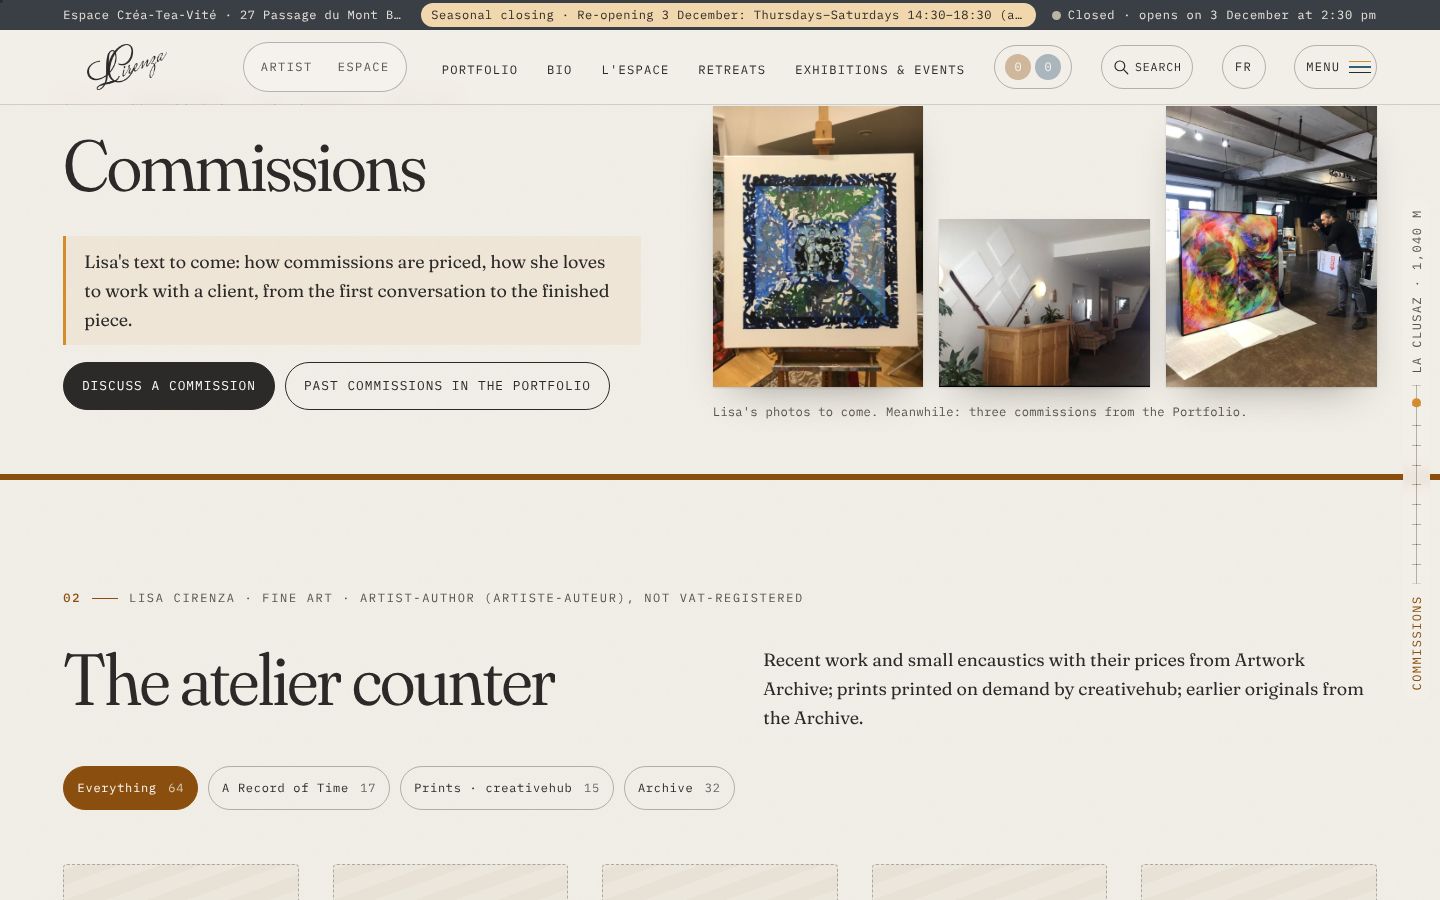 Espace Créa-Tea-Vité · 27 Passage du Mont B…
Seasonal closing · Re-opening 3 December: Thursdays–Saturdays 14:30–18:30 (a…
Closed · opens on 3 December at 2:30 pm
Lirenza
ARTIST ESPACE
PORTFOLIO BIO L'ESPACE RETREATS EXHIBITIONS & EVENTS
0 0
SEARCH
FR
MENU
Commissions
Lisa's text to come: how commissions are priced, how she loves
to work with a client, from the first conversation to the finished
piece.
DISCUSS A COMMISSION
PAST COMMISSIONS IN THE PORTFOLIO
Lisa's photos to come. Meanwhile: three commissions from the Portfolio.
LA CLUSAZ · 1,040 M
COMMISSIONS
02 LISA CIRENZA · FINE ART · ARTIST-AUTHOR (ARTISTE-AUTEUR), NOT VAT-REGISTERED
The atelier counter
Recent work and small encaustics with their prices from Artwork
Archive; prints printed on demand by creativehub; earlier originals from
the Archive.
Everything 64
A Record of Time 17
Prints · creativehub 15
Archive 32